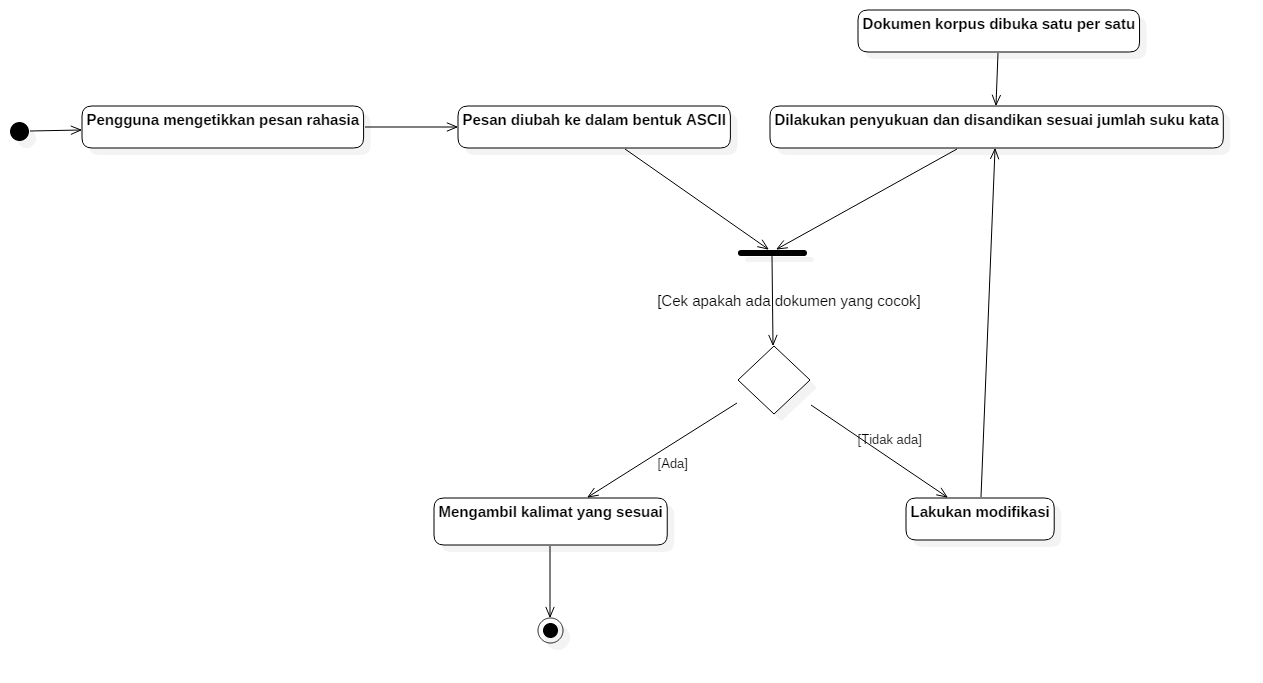 Dokumen korpus dibuka satu per satu
Pengguna mengetikkan pesan rahasia
Pesan diubah ke dalam bentuk ASCII
Dilakukan penyukuan dan disandikan sesuai jumlah suku kata
[Cek apakah ada dokumen yang cocok]
[Tidak ada]
[Ada]
Mengambil kalimat yang sesuai
Lakukan modifikasi